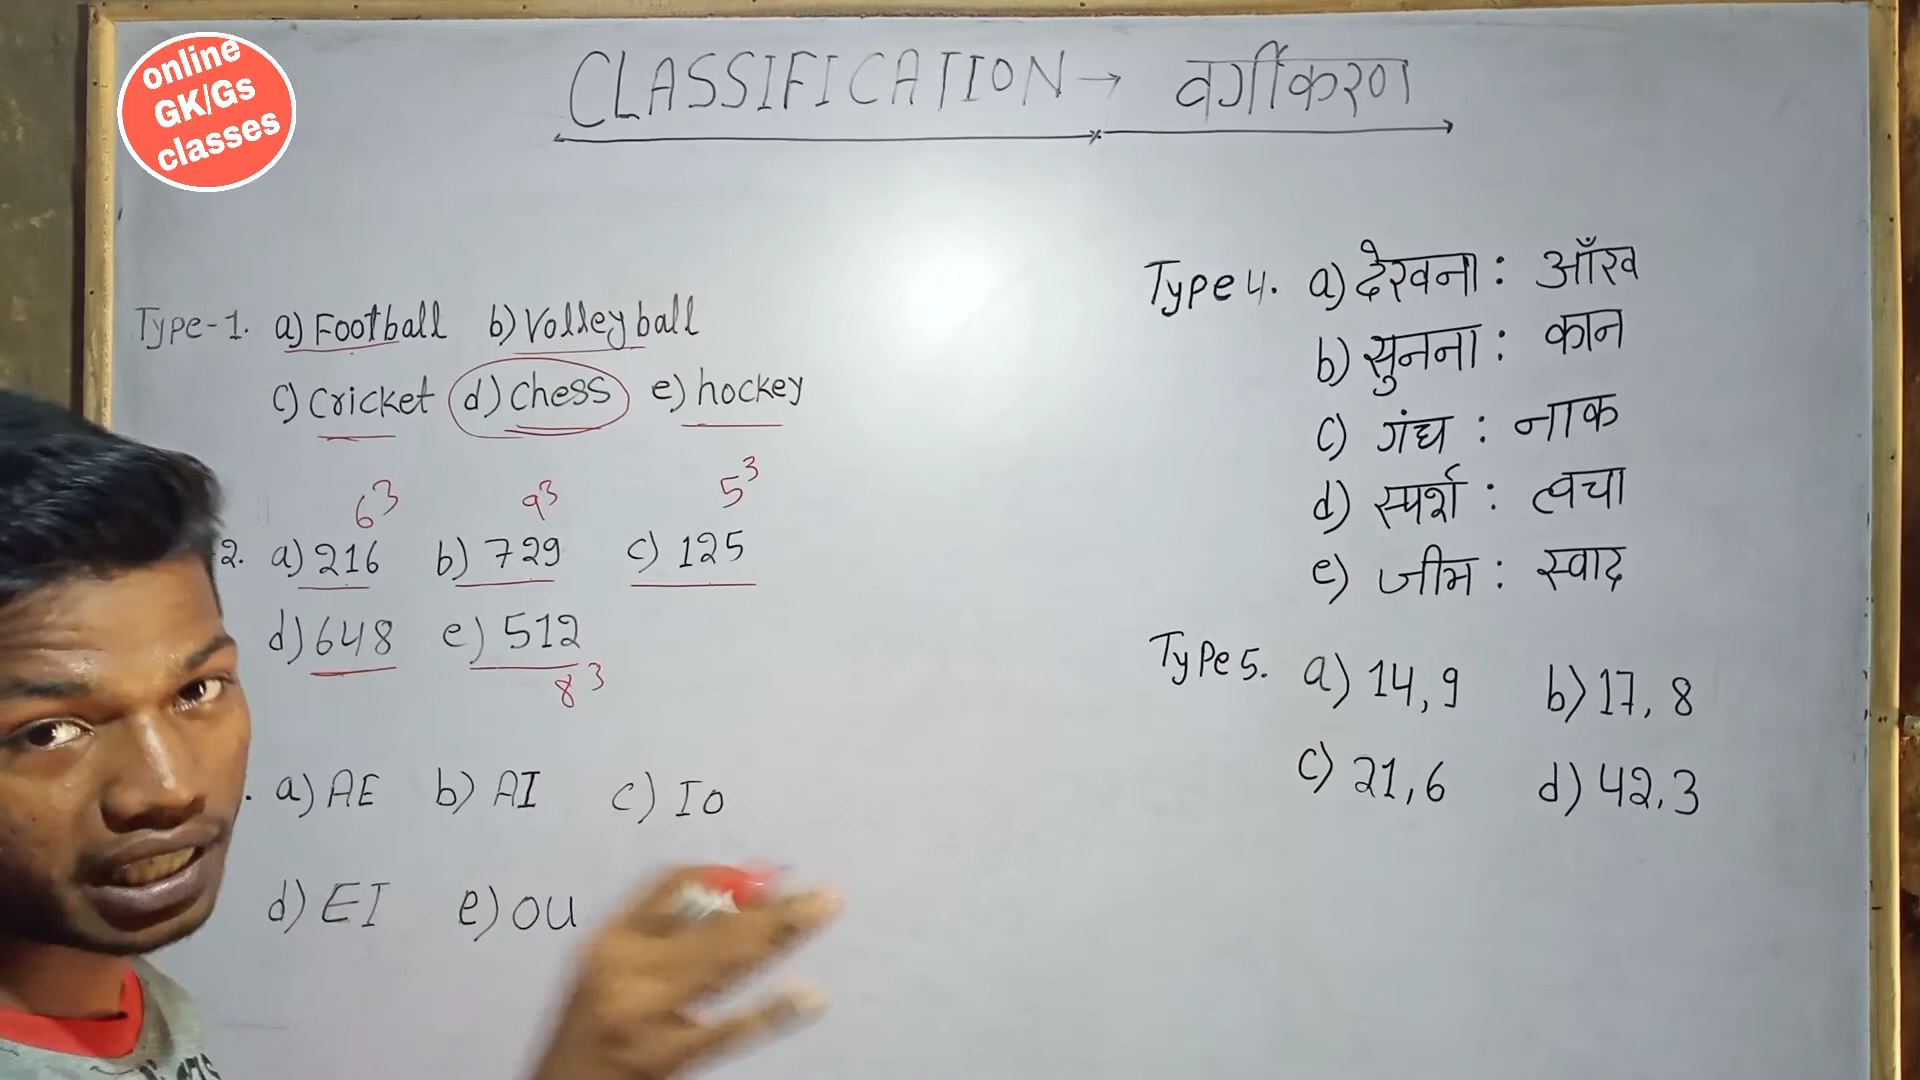 online
GK/Gs
classes
CLASSIFICATION → वर्गीकरण
Type-1. a) Football b) Volleyball
c) Cricket d) Chess e) hockey
6³ 9³ 5³
2. a) 216 b) 729 c) 125
d) 648 e) 512
8³
. a) AE b) AI c) IO
d) EI e) OU
Type 4. a) देखना : आँख
b) सुनना : कान
c) गंध : नाक
d) स्पर्श : त्वचा
e) जीभ : स्वाद
Type 5. a) 14, 9 b) 17, 8
c) 21, 6 d) 42, 3